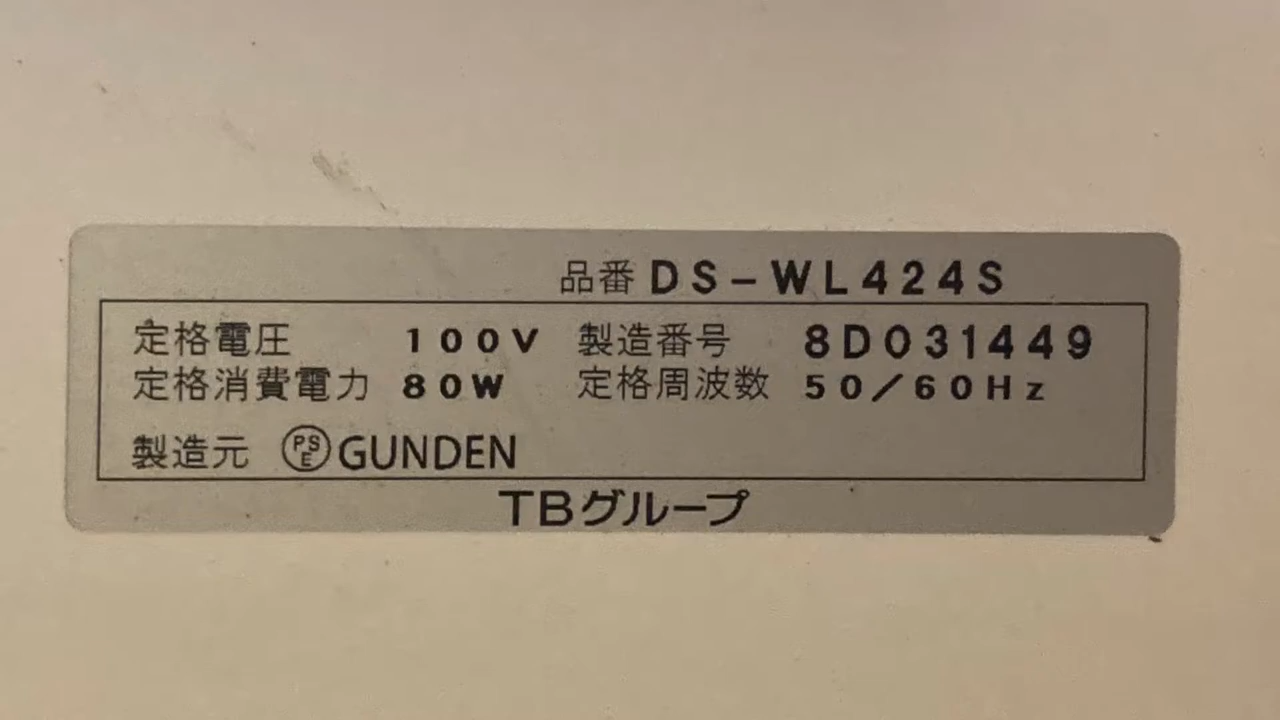 品番 DS-WL424S
定格電圧 100V 製造番号 8D031449
定格消費電力 80W 定格周波数 50/60Hz
製造元 PSE GUNDEN
TBグループ